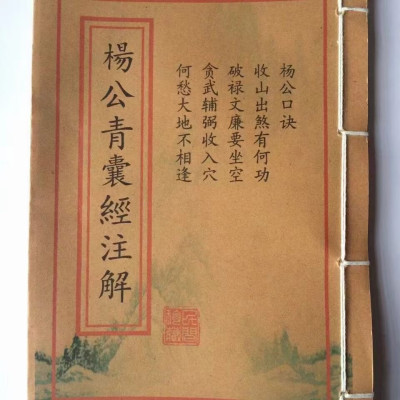 杨公口诀
收山出煞有何功
破禄文廉要坐空
贪武辅弼收入穴
何愁大地不相逢
楊公青囊經注解